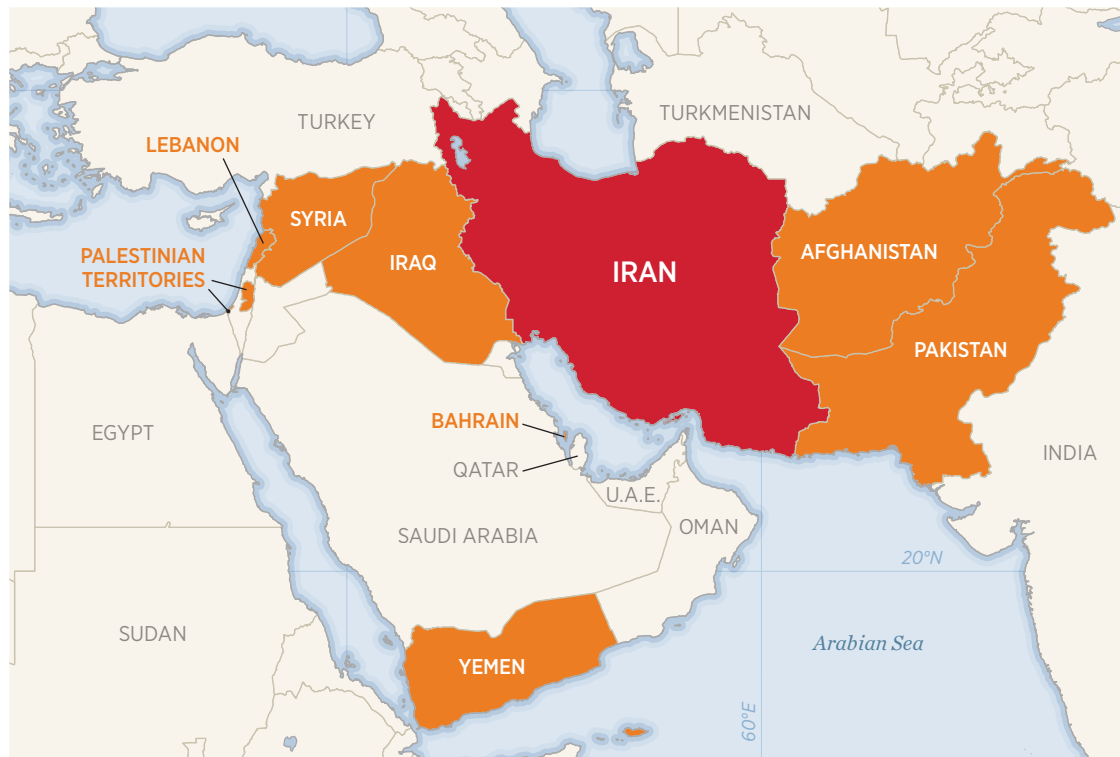 TURKEY
TURKMENISTAN
LEBANON
SYRIA
PALESTINIAN
TERRITORIES
IRAQ
IRAN
AFGHANISTAN
PAKISTAN
BAHRAIN
EGYPT
QATAR
INDIA
U.A.E.
SAUDI ARABIA
OMAN
20°N
SUDAN
Arabian Sea
YEMEN
60°E